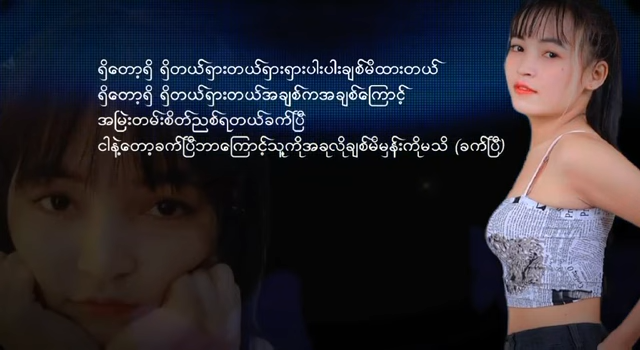 ရှိတော့ရှိ ရှိတယ်ရှားတယ်ရှားရှားပါးပါးချစ်မိထားတယ်
ရှိတော့ရှိ ရှိတယ်ရှားတယ်အချစ်ကအချစ်ကြောင့်
အမြဲးတမ်းစိတ်ညစ်ရတယ်ခက်ပြီ
ငါနဲ့တော့ခက်ပြီဘာကြောင့်သူ့ကိုအခုလိုချစ်မိမှန်းကိုမသိ (ခက်ပြီ)